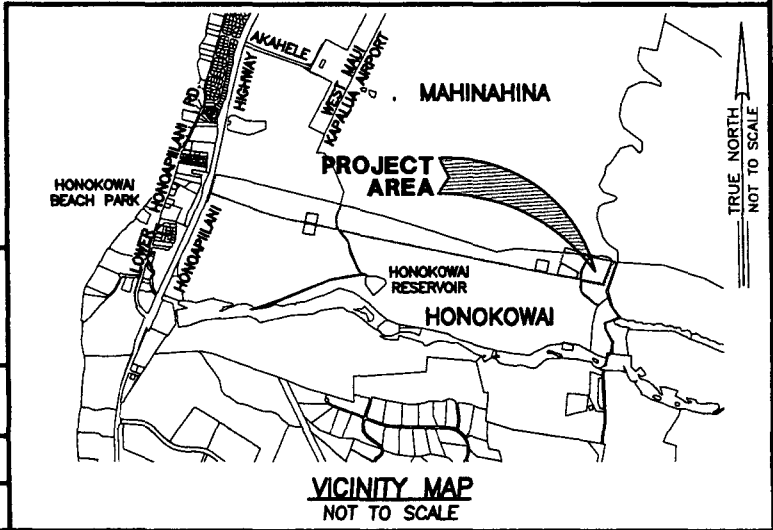 AKAHELE
WEST MAUI
KAPALUA AIRPORT
HIGHWAY
MAHINAHINA
LOWER HONOAPIILANI RD.
HONOKOWAI
BEACH PARK
PROJECT
AREA
TRUE NORTH
NOT TO SCALE
HONOAPIILANI
HONOKOWAI
RESERVOIR
HONOKOWAI
VICINITY MAP
NOT TO SCALE